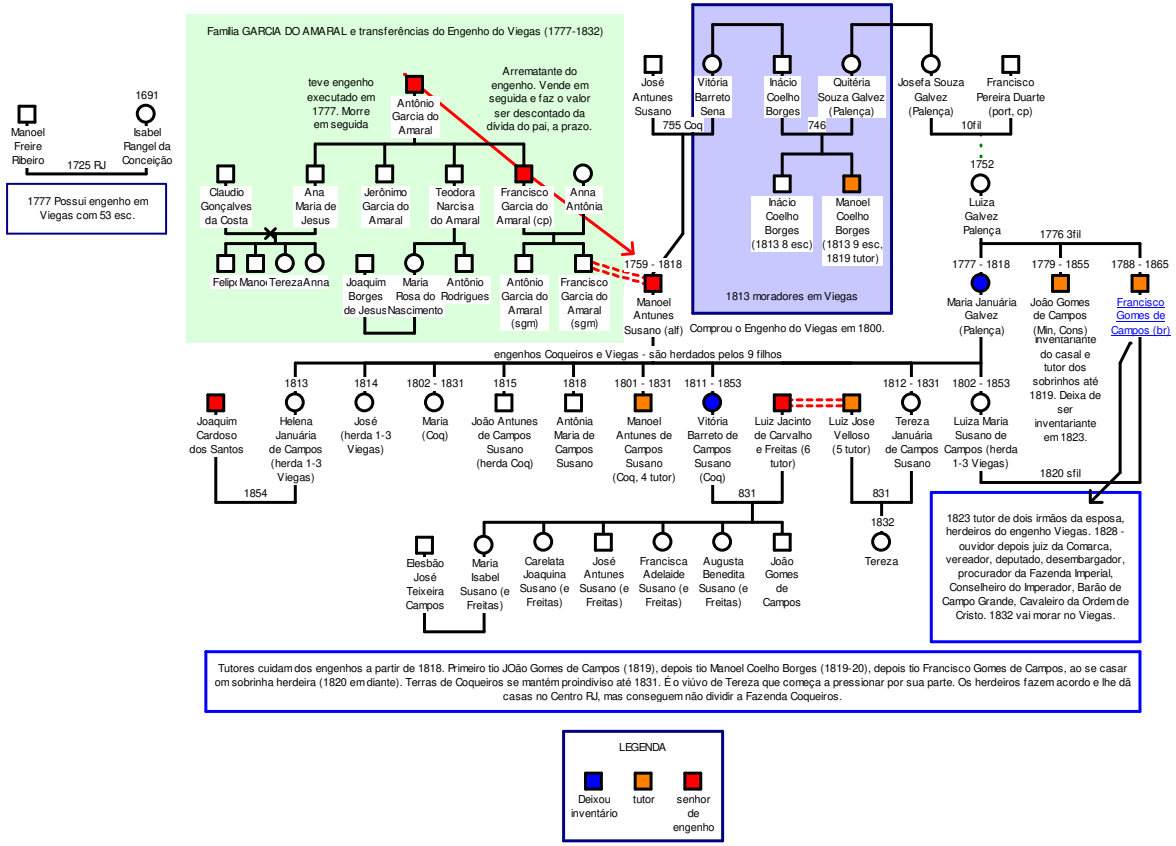 Família GARCIA DO AMARAL e transferências do Engenho do Viegas (1777-1832)
teve engenho
executado em
1777. Morre
em seguida
Antônio
Garcia do
Amaral
Arrematante do
engenho. Vende em
seguida e faz o valor
ser descontado da
dívida do pai, a prazo.
José
Antunes
Susano
Vitória
Barreto
Sena
Inácio
Coelho
Borges
Quitéria
Souza Galvez
(Palença)
Josefa Souza
Galvez
(Palença)
Francisco
Pereira Duarte
(port, cp)
755 Coq
746
10fil
Manoel
Freire
Ribeiro
1691
Isabel
Rangel da
Conceição
1725 RJ
1777 Possui engenho em
Viegas com 53 esc.
Claudio
Gonçalves
da Costa
Ana
Maria de
Jesus
Jerônimo
Garcia do
Amaral
Teodora
Narcisa
do Amaral
Francisco
Garcia do
Amaral (cp)
Anna
Antônia
Inácio
Coelho
Borges
(1813 8 esc)
Manoel
Coelho
Borges
(1813 9 esc,
1819 tutor)
1752
Luiza
Galvez
Palença
1776 3fil
Tereza
Anna
Joaquim
Borges
de Jesus
Maria
Rosa do
Nascimento
Antônio
Rodrigues
Antônio
Garcia do
Amaral
(sgm)
Francisco
Garcia do
Amaral
(sgm)
1759 - 1818
Manoel
Antunes
Susano (alf)
1813 moradores em Viegas
Comprou o Engenho do Viegas em 1800.
1777 - 1818
Maria Januária
Galvez
(Palença)
1779 - 1855
João Gomes
de Campos
(Min, Cons)
inventariante
do casal e
tutor dos
sobrinhos até
1819. Deixa de
ser
inventariante
em 1823.
1788 - 1865
Francisco
Gomes de
Campos (br)
engenhos Coqueiros e Viegas - são herdados pelos 9 filhos
Joaquim
Cardoso
dos Santos
1813
Helena
Januária
de Campos
(herda 1-3
Viegas)
1814
José
(herda 1-3
Viegas)
1802 - 1831
Maria
(Coq)
1815
João Antunes
de Campos
Susano
(herda Coq)
1818
Antônia
Maria de
Campos
Susano
1801 - 1831
Manoel
Antunes de
Campos
Susano
(Coq, 4 tutor)
1811 - 1853
Vitória
Barreto de
Campos
Susano
(Coq)
Luiz Jacinto
de Carvalho
e Freitas (6
tutor)
Luiz Jose
Velloso
(5 tutor)
1812 - 1831
Tereza
Januária
de Campos
Susano
1802 - 1853
Luiza Maria
Susano de
Campos (herda
1-3 Viegas)
1854
831
831
1820 sfil
1832
Tereza
Elesbão
José
Teixeira
Campos
Maria
Isabel
Susano (e
Freitas)
Carelata
Joaquina
Susano (e
Freitas)
José
Antunes
Susano (e
Freitas)
Francisca
Adelaide
Susano (e
Freitas)
Augusta
Benedita
Susano (e
Freitas)
João
Gomes
de
Campos
1823 tutor de dois irmãos da esposa,
herdeiros do engenho Viegas. 1828 -
ouvidor depois juiz da Comarca,
vereador, deputado, desembargador,
procurador da Fazenda Imperial,
Conselheiro do Imperador, Barão de
Campo Grande, Cavaleiro da Ordem de
Cristo. 1832 vai morar no Viegas.
Tutores cuidam dos engenhos a partir de 1818. Primeiro tio JOão Gomes de Campos (1819), depois tio Manoel Coelho Borges (1819-20), depois tio Francisco Gomes de Campos, ao se casar
om sobrinha herdeira (1820 em diante). Terras de Coqueiros se mantém proindiviso até 1831. É o viúvo de Tereza que começa a pressionar por sua parte. Os herdeiros fazem acordo e lhe dã
casas no Centro RJ, mas conseguem não dividir a Fazenda Coqueiros.
LEGENDA
Deixou
inventário
tutor
senhor
de
engenho